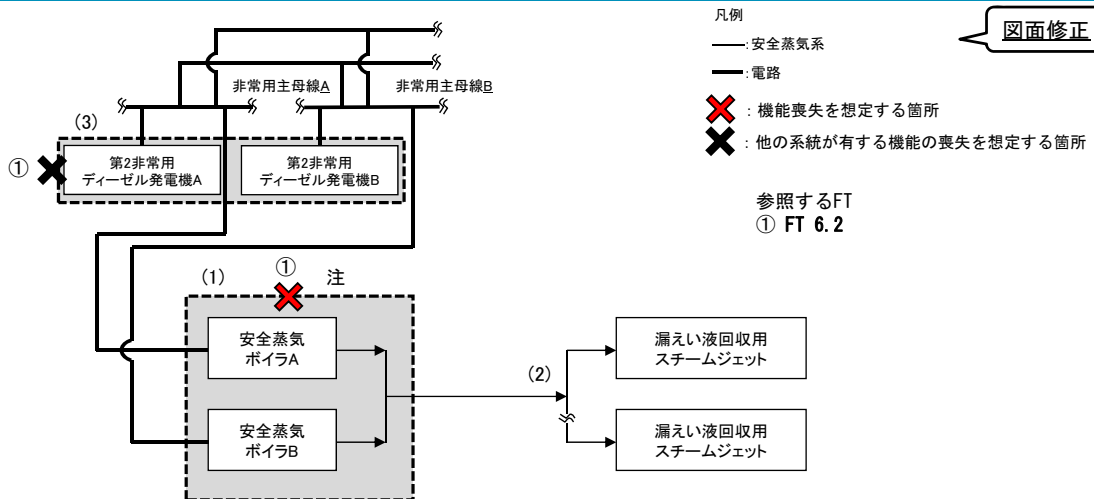 凡例
図面修正
――:安全蒸気系
非常用主母線A
非常用主母線B
━━:電路
:機能喪失を想定する箇所
:他の系統が有する機能の喪失を想定する箇所
(3)
①
第2非常用
ディーゼル発電機A
第2非常用
ディーゼル発電機B
参照するFT
① FT 6.2
(1)
①
注
安全蒸気
ボイラA
漏えい液回収用
スチームジェット
(2)
安全蒸気
ボイラB
漏えい液回収用
スチームジェット